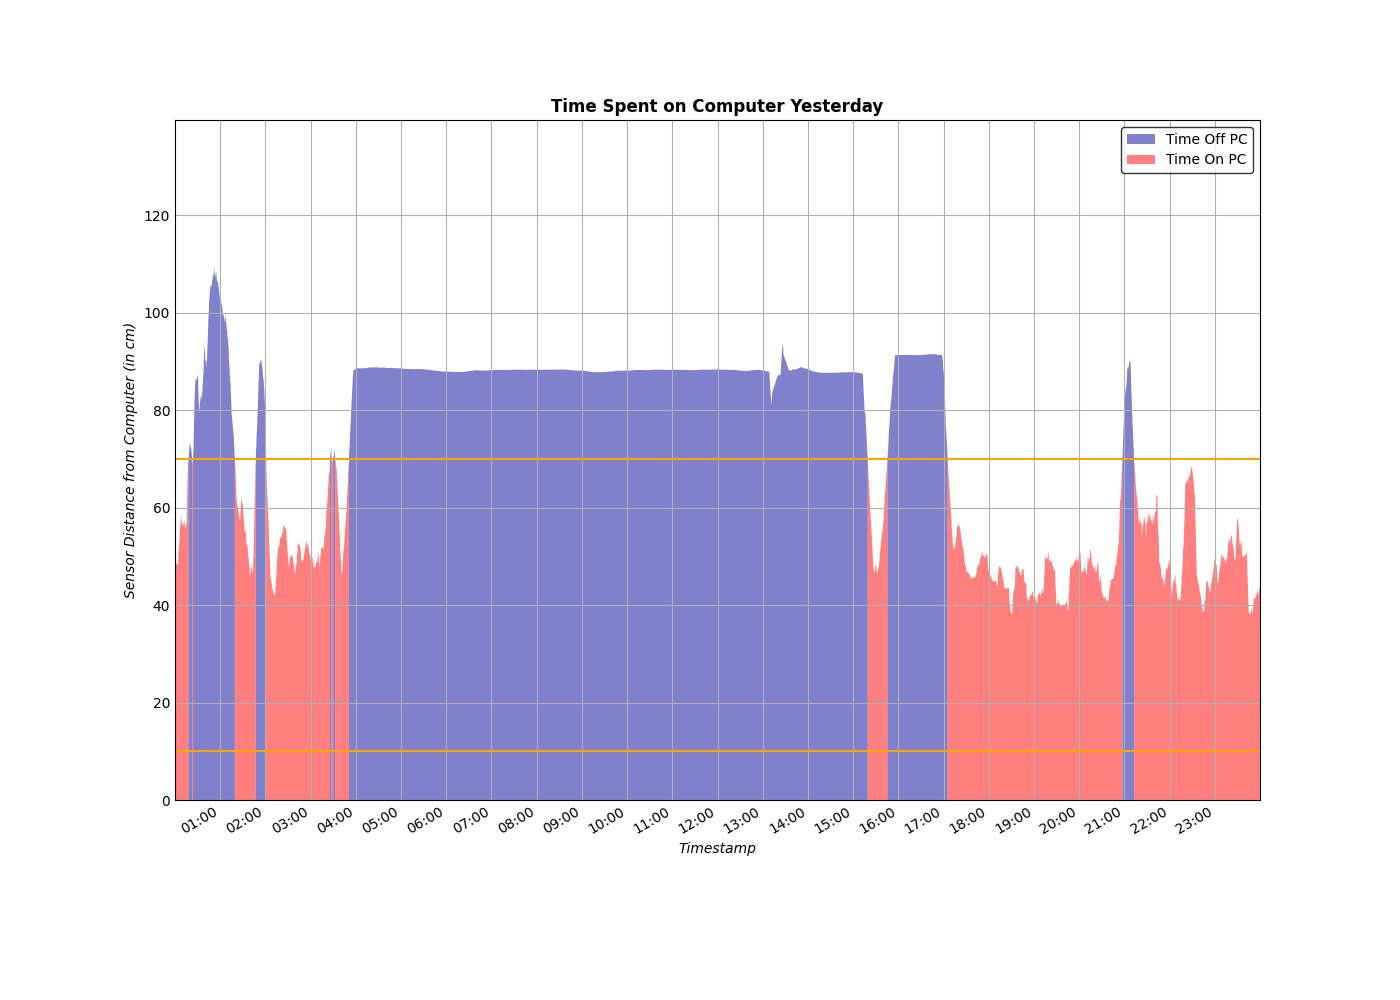 Time Spent on Computer Yesterday
Time Off PC
Time On PC
Sensor Distance from Computer (in cm)
120
100
80
60
40
20
0
01:00 02:00 03:00 04:00 05:00 06:00 07:00 08:00 09:00 10:00 11:00 12:00 13:00 14:00 15:00 16:00 17:00 18:00 19:00 20:00 21:00 22:00 23:00
Timestamp